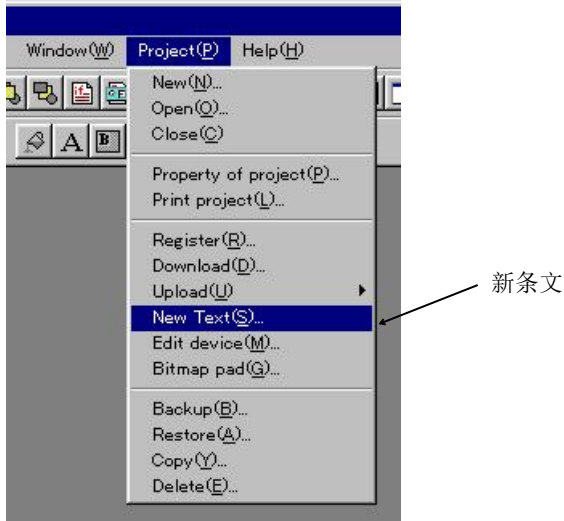 Window(W) Project(P) Help(H)
New(N)...
Open(O)...
Close(C)
A B
Property of project(P)...
Print project(L)...
Register(R)...
Download(D)...
Upload(U)
New Text(S)...
新条文
Edit device(M)...
Bitmap pad(G)...
Backup(B)...
Restore(A)...
Copy(Y)...
Delete(E)...